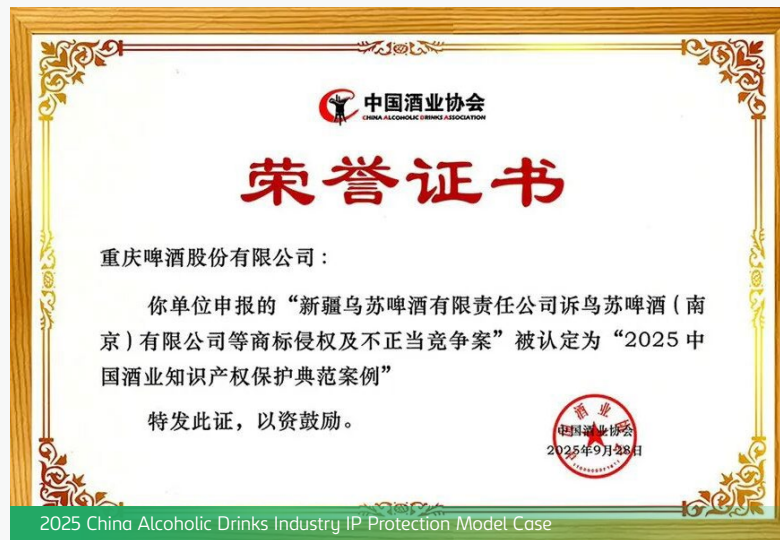 中国酒业协会
CHINA ALCOHOLIC DRINKS ASSOCIATION
荣誉证书
重庆啤酒股份有限公司：
你单位申报的“新疆乌苏啤酒有限责任公司诉鸟苏啤酒（南
京）有限公司等商标侵权及不正当竞争案”被认定为“2025中
国酒业知识产权保护典范案例”
特发此证，以资鼓励。
中国酒业协会
2025年9月28日
2025 China Alcoholic Drinks Industry IP Protection Model Case